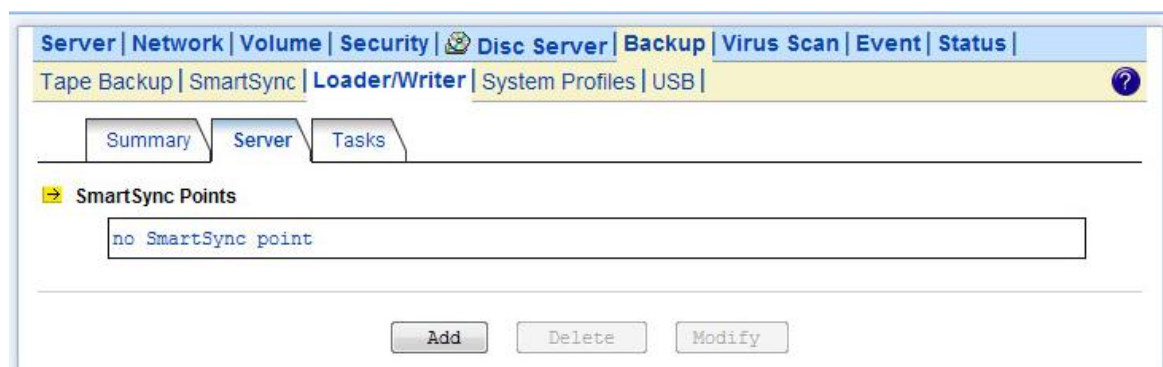 Server | Network | Volume | Security | Disc Server | Backup | Virus Scan | Event | Status |
Tape Backup | SmartSync | Loader/Writer | System Profiles | USB | ?
Summary Server Tasks
SmartSync Points
no SmartSync point
Add Delete Modify